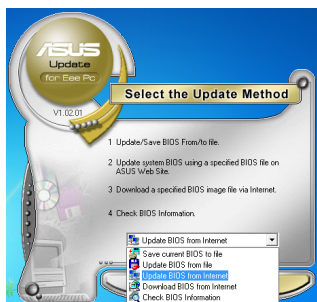 ASUS
Update
for Eee Pc
V1.02.01
Select the Update Method
1 Update/Save BIOS From/to file.
2 Update system BIOS using a specified BIOS file on
ASUS Web Site.
3 Download a specified BIOS image file via Internet.
4 Check BIOS Information.
Update BIOS from Internet
Save current BIOS to file
Update BIOS from file
Update BIOS from Internet
Download BIOS from Internet
Check BIOS Information